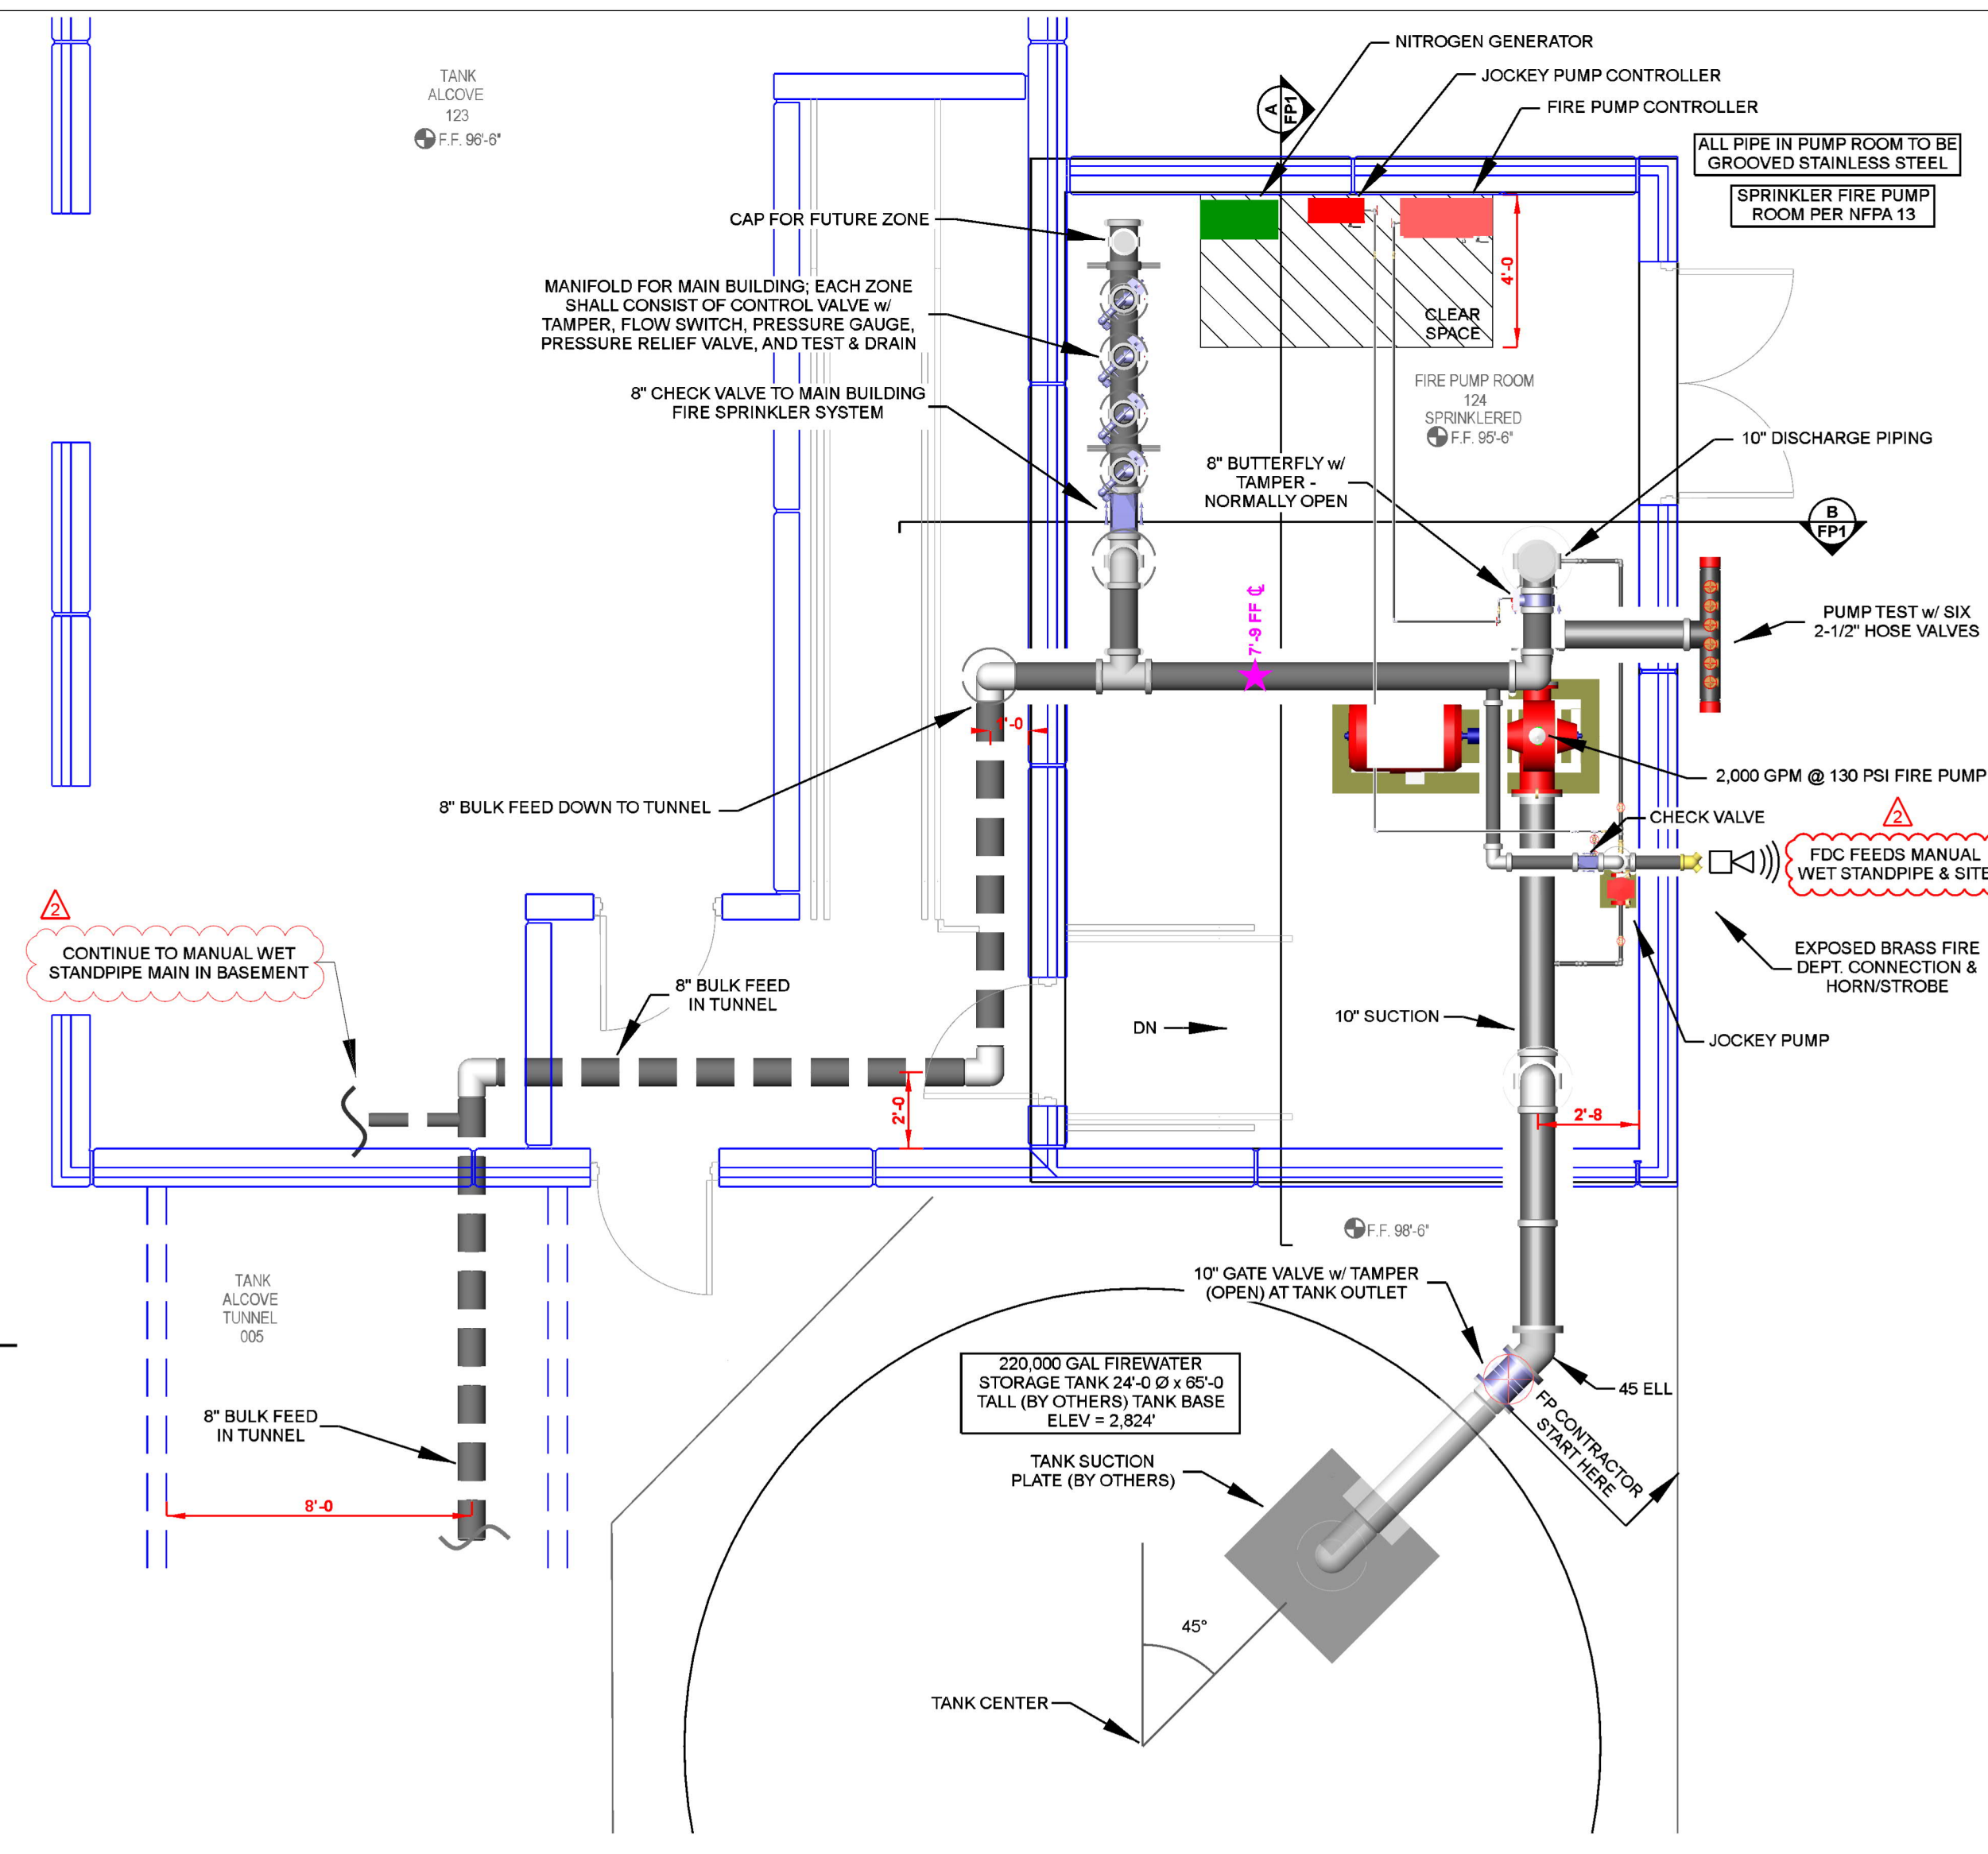 NITROGEN GENERATOR
JOCKEY PUMP CONTROLLER
FIRE PUMP CONTROLLER
TANK
ALCOVE
123
F.F. 96'-6"
A
FP1
ALL PIPE IN PUMP ROOM TO BE
GROOVED STAINLESS STEEL
SPRINKLER FIRE PUMP
ROOM PER NFPA 13
CAP FOR FUTURE ZONE
MANIFOLD FOR MAIN BUILDING; EACH ZONE
SHALL CONSIST OF CONTROL VALVE w/
TAMPER, FLOW SWITCH, PRESSURE GAUGE,
PRESSURE RELIEF VALVE, AND TEST & DRAIN
4'-0
CLEAR
SPACE
8" CHECK VALVE TO MAIN BUILDING
FIRE SPRINKLER SYSTEM
FIRE PUMP ROOM
124
SPRINKLERED
F.F. 95'-6"
10" DISCHARGE PIPING
8" BUTTERFLY w/
TAMPER -
NORMALLY OPEN
B
FP1
7'-9 FF ℄
PUMP TEST w/ SIX
2-1/2" HOSE VALVES
1'-0
2,000 GPM @ 130 PSI FIRE PUMP
8" BULK FEED DOWN TO TUNNEL
CHECK VALVE
2
FDC FEEDS MANUAL
WET STANDPIPE & SITE
2
CONTINUE TO MANUAL WET
STANDPIPE MAIN IN BASEMENT
EXPOSED BRASS FIRE
DEPT. CONNECTION &
HORN/STROBE
8" BULK FEED
IN TUNNEL
10" SUCTION
DN
JOCKEY PUMP
2'-0
2'-8
F.F. 98'-6"
TANK
ALCOVE
TUNNEL
005
10" GATE VALVE w/ TAMPER
(OPEN) AT TANK OUTLET
220,000 GAL FIREWATER
STORAGE TANK 24'-0 Ø x 65'-0
TALL (BY OTHERS) TANK BASE
ELEV = 2,824'
45 ELL
FP CONTRACTOR
START HERE
8" BULK FEED
IN TUNNEL
TANK SUCTION
PLATE (BY OTHERS)
8'-0
45°
TANK CENTER